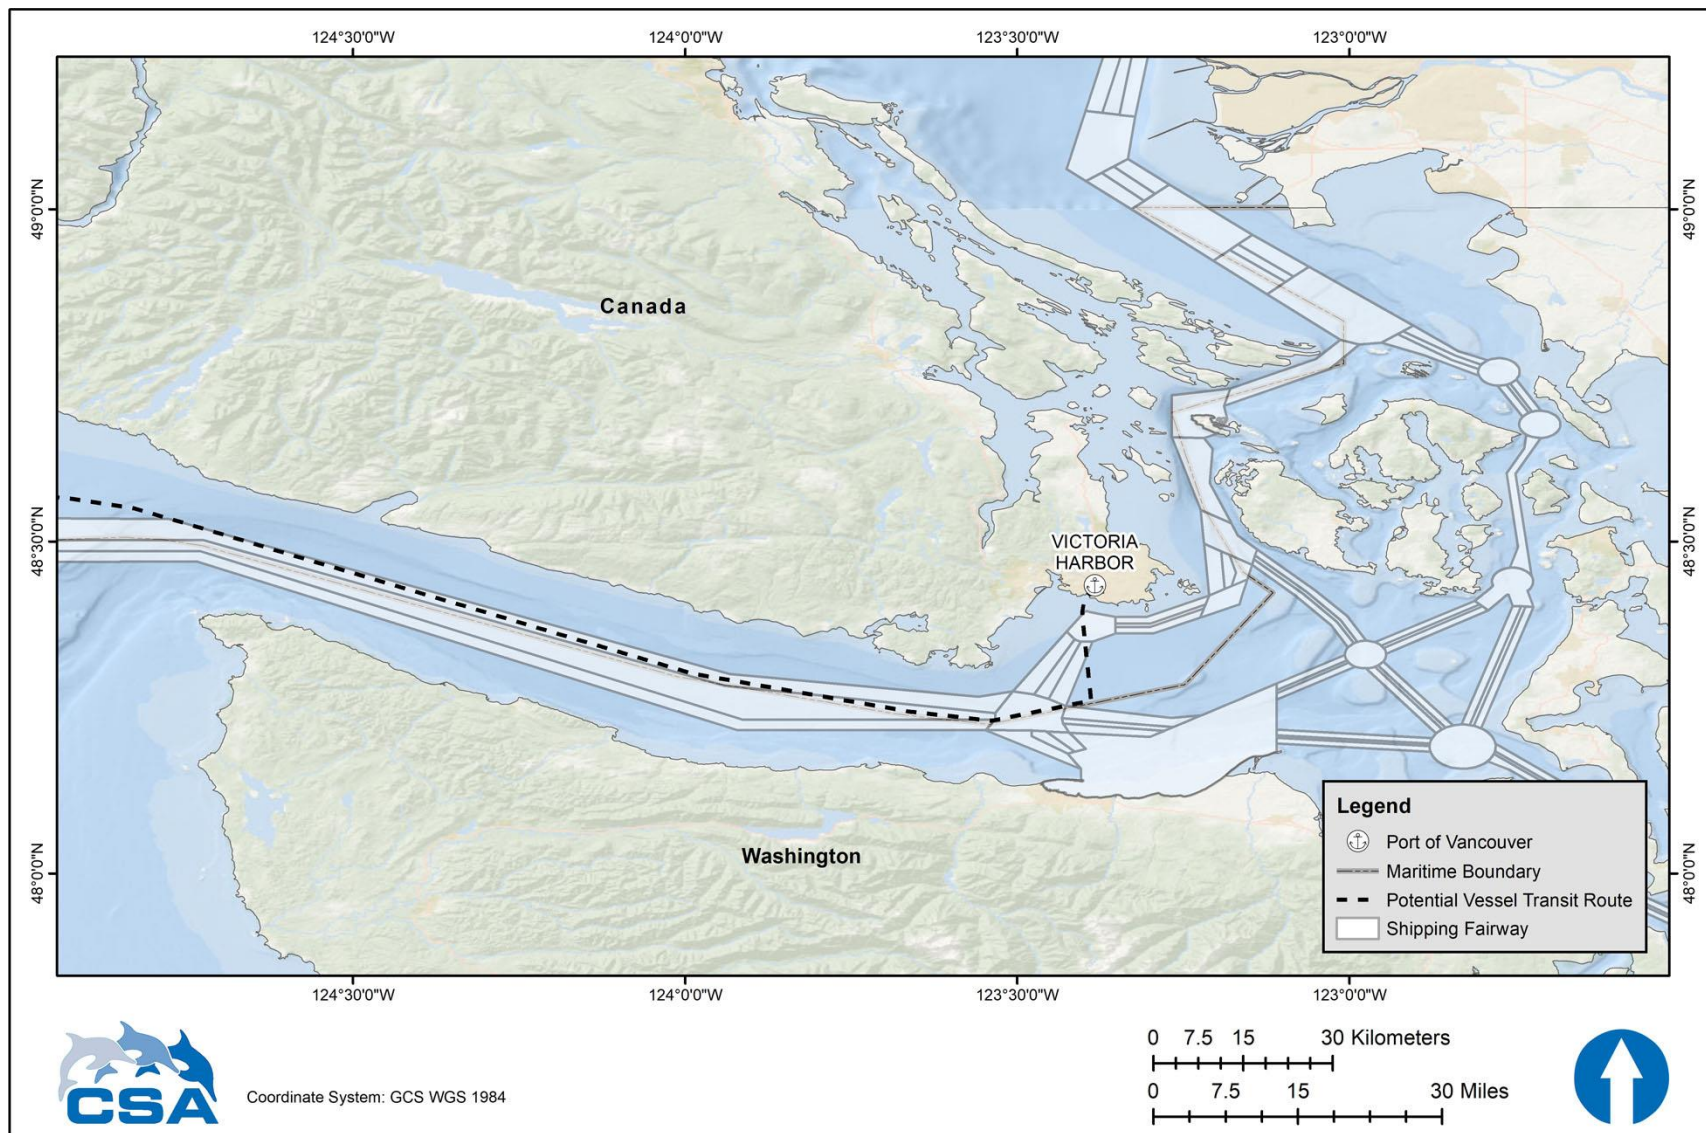 124°30'0"W 124°0'0"W 123°30'0"W 123°0'0"W
49°0'0"N 49°0'0"N
Canada
48°30'0"N 48°30'0"N
VICTORIA
HARBOR
Washington
48°0'0"N 48°0'0"N
Legend
Port of Vancouver
Maritime Boundary
Potential Vessel Transit Route
Shipping Fairway
124°30'0"W 124°0'0"W 123°30'0"W 123°0'0"W
CSA
Coordinate System: GCS WGS 1984
0 7.5 15 30 Kilometers
0 7.5 15 30 Miles